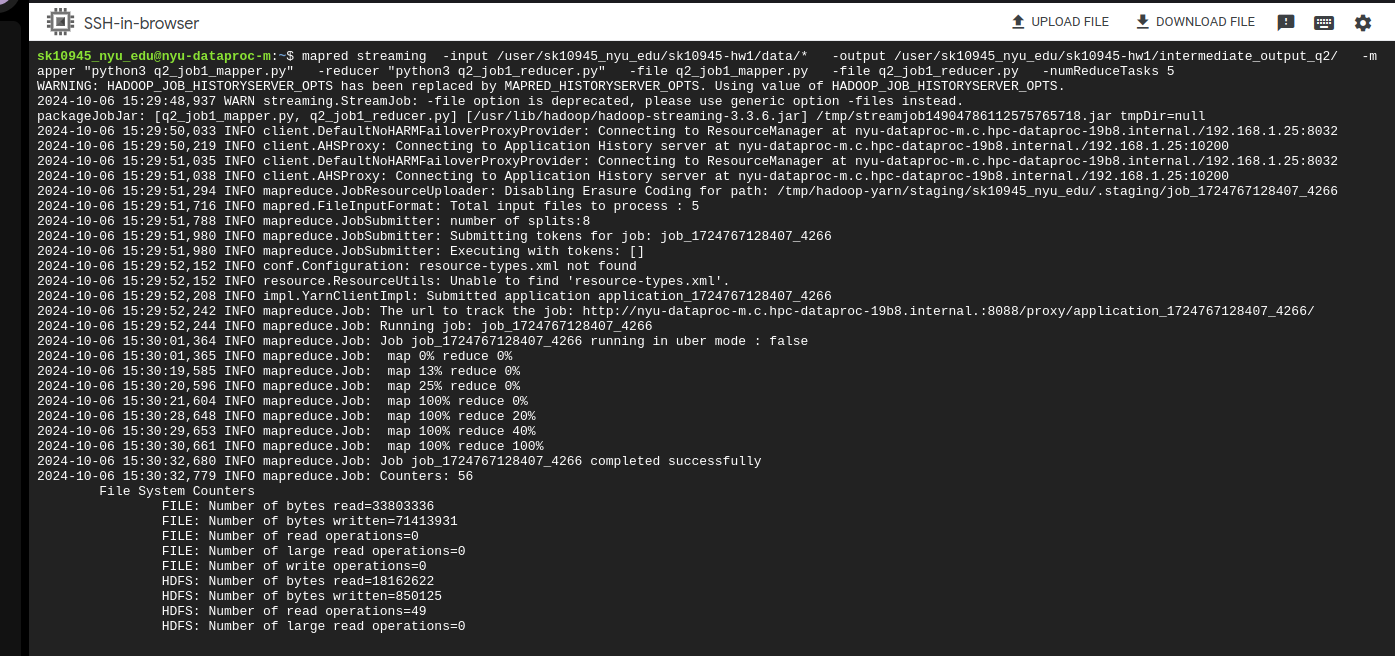 SSH-in-browser
UPLOAD FILE
DOWNLOAD FILE
sk10945_nyu_edu@nyu-dataproc-m:~$ mapred streaming  -input /user/sk10945_nyu_edu/sk10945-hw1/data/*   -output /user/sk10945_nyu_edu/sk10945-hw1/intermediate_output_q2/   -m
apper "python3 q2_job1_mapper.py"   -reducer "python3 q2_job1_reducer.py"   -file q2_job1_mapper.py   -file q2_job1_reducer.py   -numReduceTasks 5
WARNING: HADOOP_JOB_HISTORYSERVER_OPTS has been replaced by MAPRED_HISTORYSERVER_OPTS. Using value of HADOOP_JOB_HISTORYSERVER_OPTS.
2024-10-06 15:29:48,937 WARN streaming.StreamJob: -file option is deprecated, please use generic option -files instead.
packageJobJar: [q2_job1_mapper.py, q2_job1_reducer.py] [/usr/lib/hadoop/hadoop-streaming-3.3.6.jar] /tmp/streamjob14904786112575765718.jar tmpDir=null
2024-10-06 15:29:50,033 INFO client.DefaultNoHARMFailoverProxyProvider: Connecting to ResourceManager at nyu-dataproc-m.c.hpc-dataproc-19b8.internal./192.168.1.25:8032
2024-10-06 15:29:50,219 INFO client.AHSProxy: Connecting to Application History server at nyu-dataproc-m.c.hpc-dataproc-19b8.internal./192.168.1.25:10200
2024-10-06 15:29:51,035 INFO client.DefaultNoHARMFailoverProxyProvider: Connecting to ResourceManager at nyu-dataproc-m.c.hpc-dataproc-19b8.internal./192.168.1.25:8032
2024-10-06 15:29:51,038 INFO client.AHSProxy: Connecting to Application History server at nyu-dataproc-m.c.hpc-dataproc-19b8.internal./192.168.1.25:10200
2024-10-06 15:29:51,294 INFO mapreduce.JobResourceUploader: Disabling Erasure Coding for path: /tmp/hadoop-yarn/staging/sk10945_nyu_edu/.staging/job_1724767128407_4266
2024-10-06 15:29:51,716 INFO mapred.FileInputFormat: Total input files to process : 5
2024-10-06 15:29:51,788 INFO mapreduce.JobSubmitter: number of splits:8
2024-10-06 15:29:51,980 INFO mapreduce.JobSubmitter: Submitting tokens for job: job_1724767128407_4266
2024-10-06 15:29:51,980 INFO mapreduce.JobSubmitter: Executing with tokens: []
2024-10-06 15:29:52,152 INFO conf.Configuration: resource-types.xml not found
2024-10-06 15:29:52,152 INFO resource.ResourceUtils: Unable to find 'resource-types.xml'.
2024-10-06 15:29:52,208 INFO impl.YarnClientImpl: Submitted application application_1724767128407_4266
2024-10-06 15:29:52,242 INFO mapreduce.Job: The url to track the job: http://nyu-dataproc-m.c.hpc-dataproc-19b8.internal.:8088/proxy/application_1724767128407_4266/
2024-10-06 15:29:52,244 INFO mapreduce.Job: Running job: job_1724767128407_4266
2024-10-06 15:30:01,364 INFO mapreduce.Job: Job job_1724767128407_4266 running in uber mode : false
2024-10-06 15:30:01,365 INFO mapreduce.Job:  map 0% reduce 0%
2024-10-06 15:30:19,585 INFO mapreduce.Job:  map 13% reduce 0%
2024-10-06 15:30:20,596 INFO mapreduce.Job:  map 25% reduce 0%
2024-10-06 15:30:21,604 INFO mapreduce.Job:  map 100% reduce 0%
2024-10-06 15:30:28,648 INFO mapreduce.Job:  map 100% reduce 20%
2024-10-06 15:30:29,653 INFO mapreduce.Job:  map 100% reduce 40%
2024-10-06 15:30:30,661 INFO mapreduce.Job:  map 100% reduce 100%
2024-10-06 15:30:32,680 INFO mapreduce.Job: Job job_1724767128407_4266 completed successfully
2024-10-06 15:30:32,779 INFO mapreduce.Job: Counters: 56
File System Counters
FILE: Number of bytes read=33803336
FILE: Number of bytes written=71413931
FILE: Number of read operations=0
FILE: Number of large read operations=0
FILE: Number of write operations=0
HDFS: Number of bytes read=18162622
HDFS: Number of bytes written=850125
HDFS: Number of read operations=49
HDFS: Number of large read operations=0